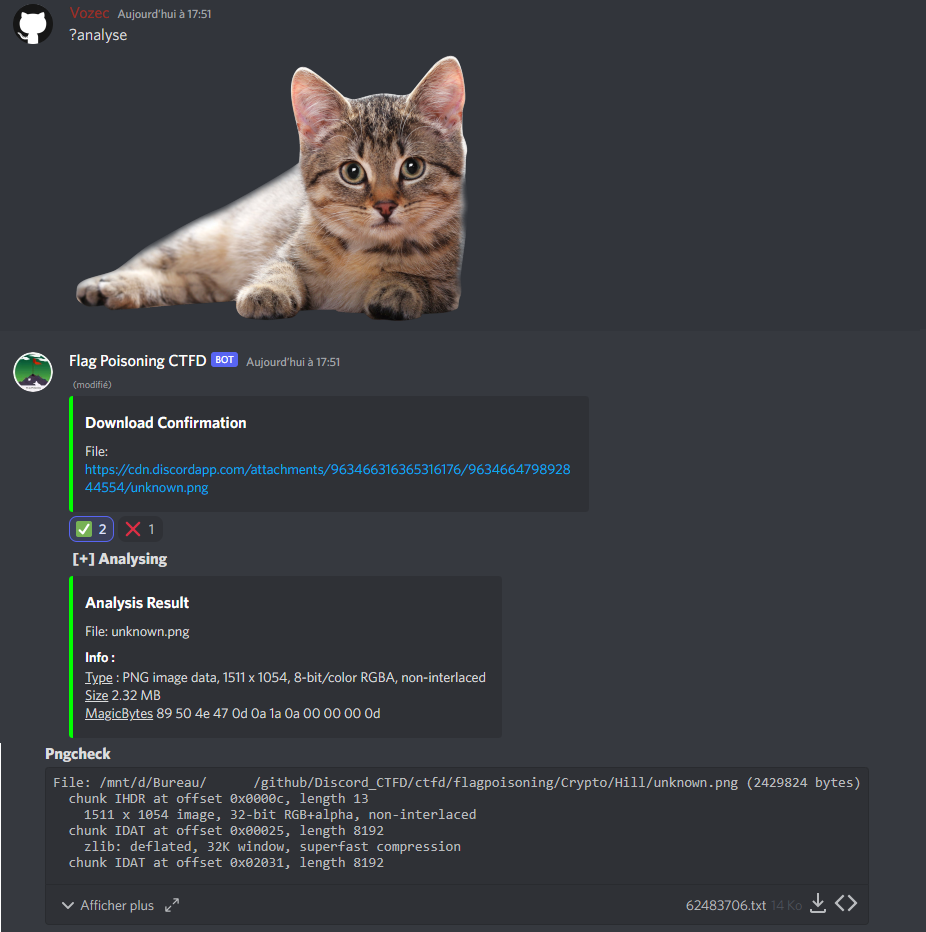 Vozec Aujourd'hui à 17:51
?analyse
Flag Poisoning CTFD BOT Aujourd'hui à 17:51
(modifié)
Download Confirmation
File:
https://cdn.discordapp.com/attachments/963466316365316176/9634664798928
44554/unknown.png
2 1
[+] Analysing
Analysis Result
File: unknown.png
Info :
Type : PNG image data, 1511 x 1054, 8-bit/color RGBA, non-interlaced
Size 2.32 MB
MagicBytes 89 50 4e 47 0d 0a 1a 0a 00 00 00 0d
Pngcheck
File: /mnt/d/Bureau/ /github/Discord_CTFD/ctfd/flagpoisoning/Crypto/Hill/unknown.png (2429824 bytes)
chunk IHDR at offset 0x0000c, length 13
1511 x 1054 image, 32-bit RGB+alpha, non-interlaced
chunk IDAT at offset 0x00025, length 8192
zlib: deflated, 32K window, superfast compression
chunk IDAT at offset 0x02031, length 8192
Afficher plus 62483706.txt 14 Ko